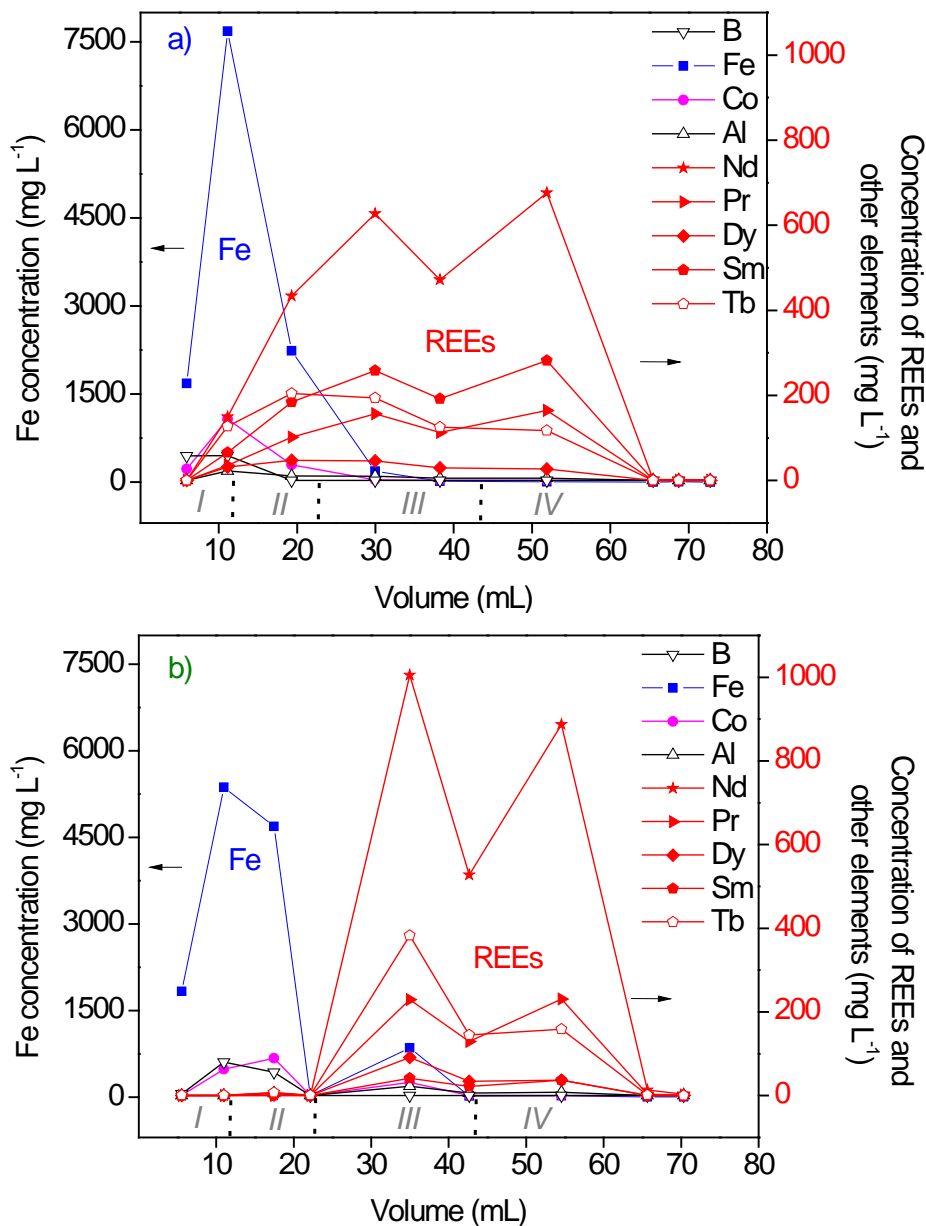 a)
7500
6000
4500
3000
1500
0
Fe concentration (mg L⁻¹)
1000
800
600
400
200
0
Concentration of REEs and
other elements (mg L⁻¹)
B
Fe
Co
Al
Nd
Pr
Dy
Sm
Tb
Fe
REEs
I II III IV
10 20 30 40 50 60 70 80
Volume (mL)
b)
7500
6000
4500
3000
1500
0
Fe concentration (mg L⁻¹)
1000
800
600
400
200
0
Concentration of REEs and
other elements (mg L⁻¹)
B
Fe
Co
Al
Nd
Pr
Dy
Sm
Tb
Fe
REEs
I II III IV
10 20 30 40 50 60 70 80
Volume (mL)